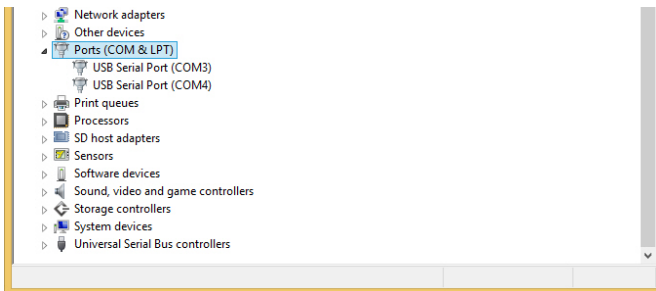 Network adapters
Other devices
Ports (COM & LPT)
USB Serial Port (COM3)
USB Serial Port (COM4)
Print queues
Processors
SD host adapters
Sensors
Software devices
Sound, video and game controllers
Storage controllers
System devices
Universal Serial Bus controllers